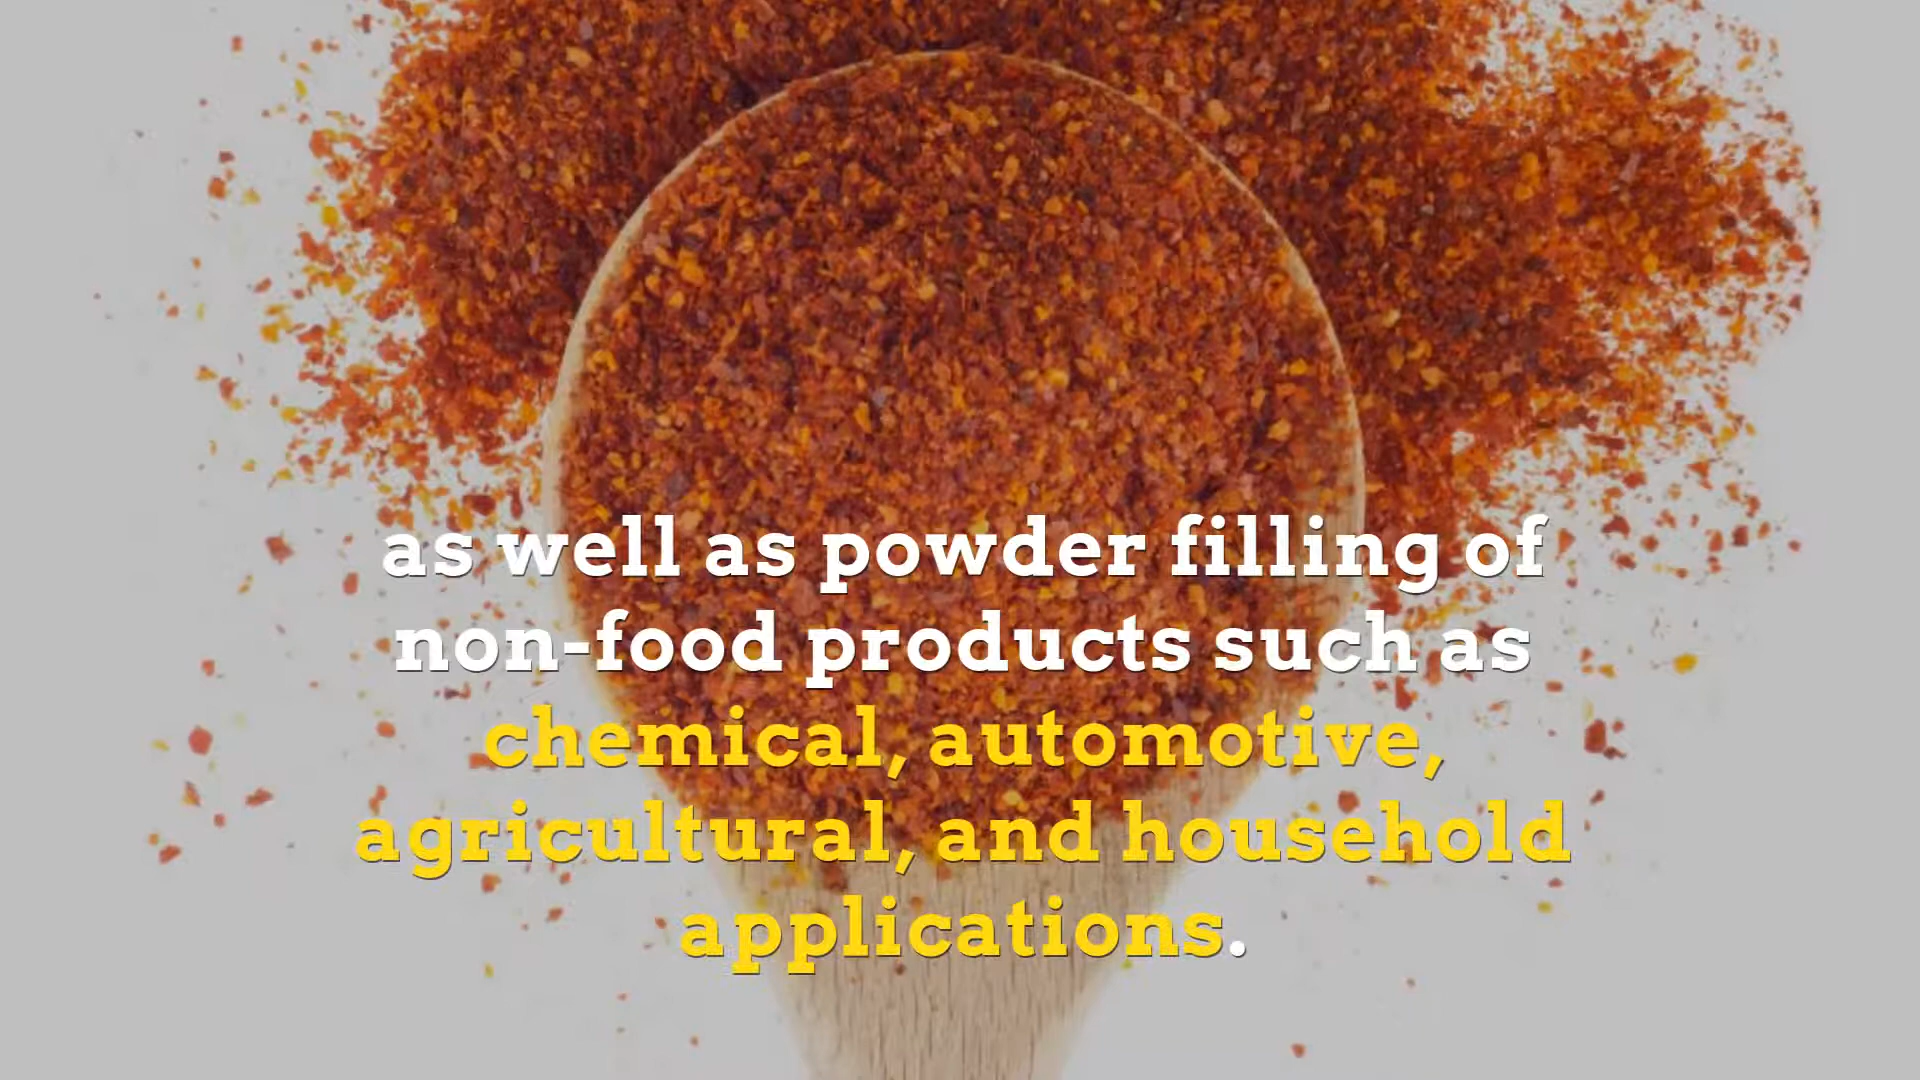 as well as powder filling of
non-food products such as
chemical, automotive,
agricultural, and household
applications.